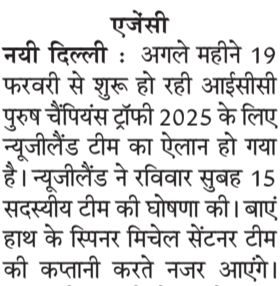 एजेंसी
नयी दिल्ली : अगले महीने 19
फरवरी से शुरू हो रही आईसीसी
पुरुष चैंपियंस ट्रॉफी 2025 के लिए
न्यूजीलैंड टीम का ऐलान हो गया
है। न्यूजीलैंड ने रविवार सुबह 15
सदस्यीय टीम की घोषणा की। बाएं
हाथ के स्पिनर मिचेल सेंटनर टीम
की कप्तानी करते नजर आएंगे।